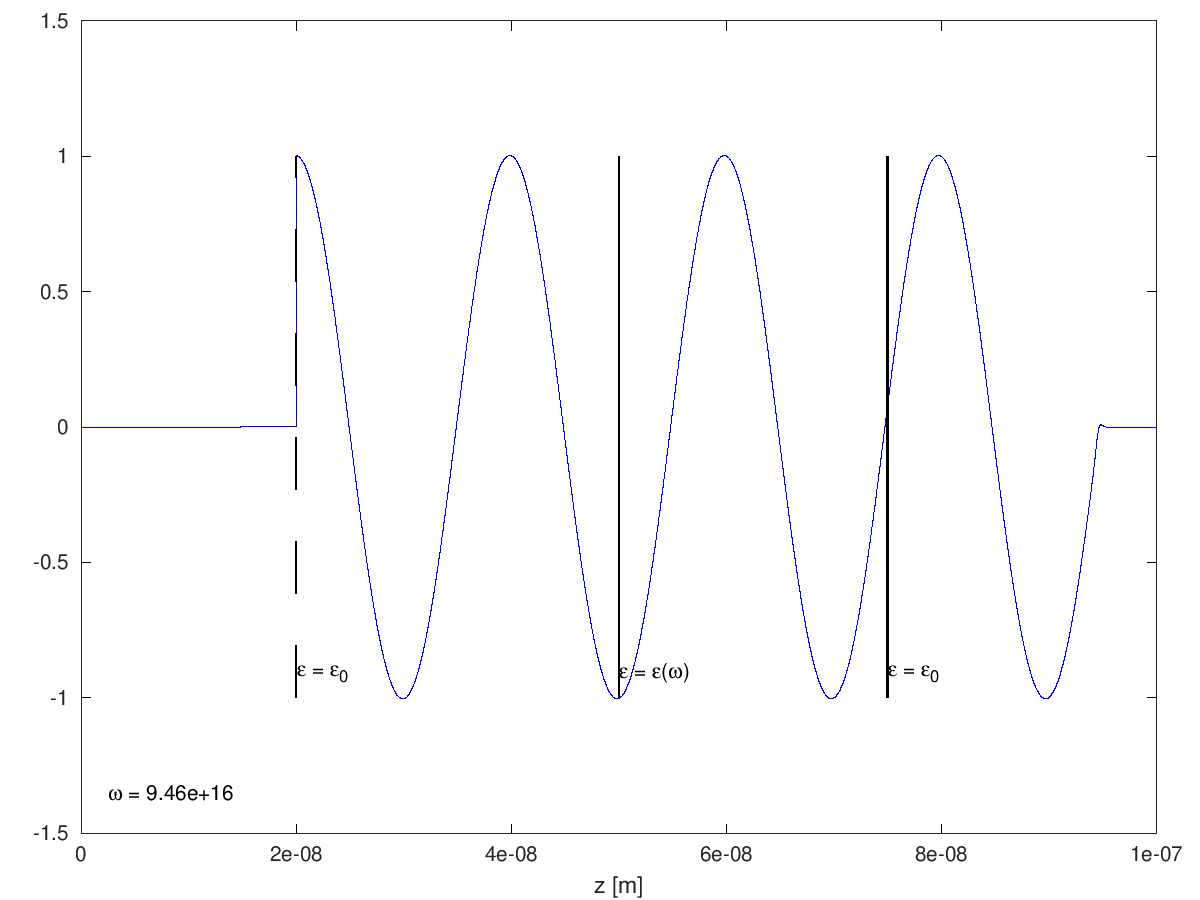 1.5
1
0.5
0
-0.5
-1
-1.5
ε = ε0
ε = ε(ω)
ε = ε0
ω = 9.46e+16
0
2e-08
4e-08
6e-08
8e-08
1e-07
z [m]